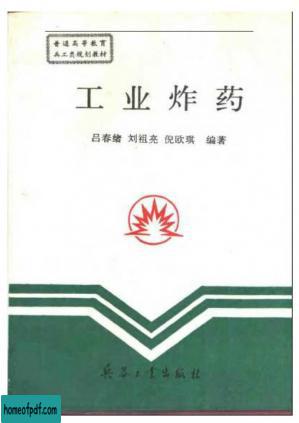 普通高等教育
兵工类规划教材
工业炸药
吕春绪 刘祖亮 倪欧琪 编著
兵器工业出版社
homeofpdf.com